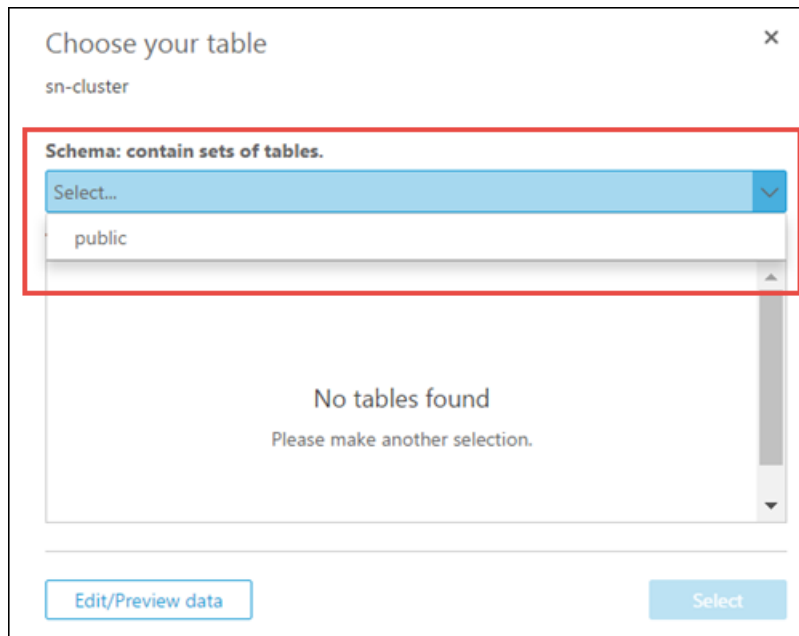 Choose your table
sn-cluster
Schema: contain sets of tables.
Select...
public
No tables found
Please make another selection.
Edit/Preview data
Select